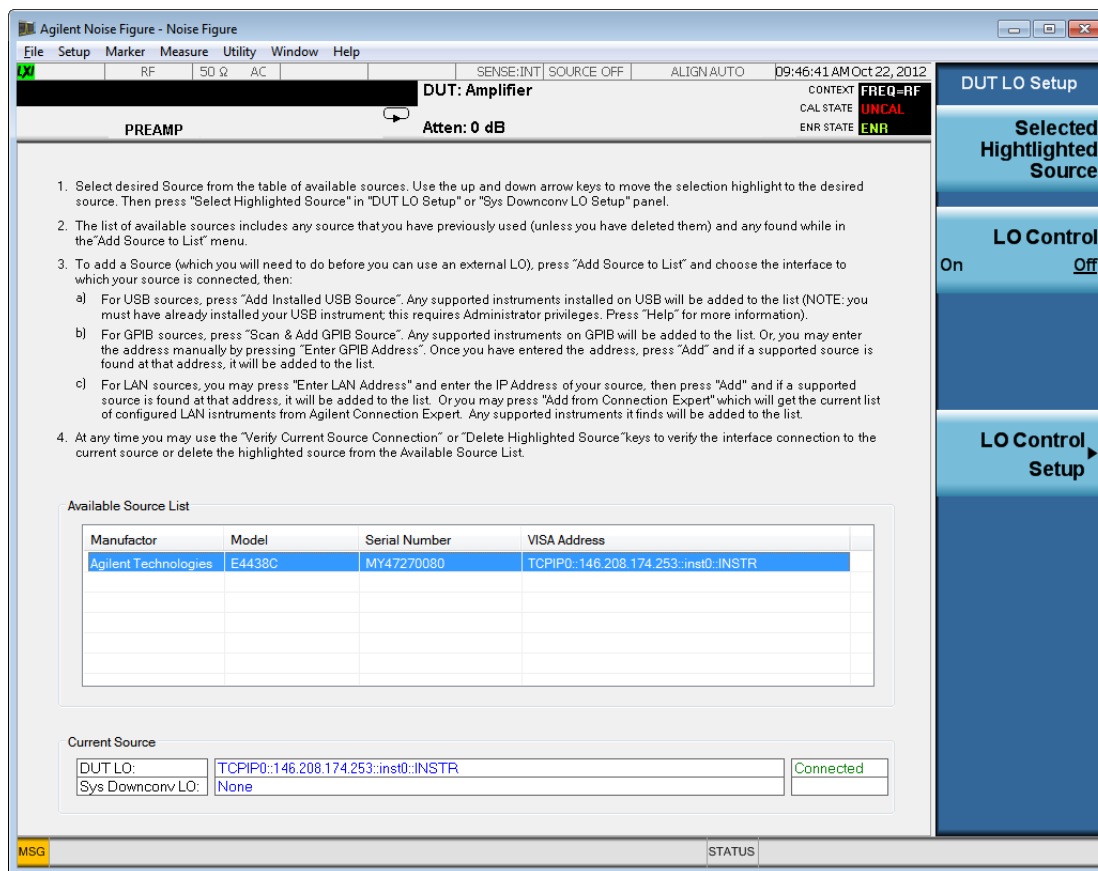 Agilent Noise Figure - Noise Figure
File Setup Marker Measure Utility Window Help
LXI RF 50 Ω AC SENSE:INT SOURCE OFF ALIGN AUTO 09:46:41 AM Oct 22, 2012
DUT: Amplifier
CONTEXT FREQ=RF
CAL STATE UNCAL
PREAMP Atten: 0 dB ENR STATE ENR
1. Select desired Source from the table of available sources. Use the up and down arrow keys to move the selection highlight to the desired
source. Then press "Select Highlighted Source" in "DUT LO Setup" or "Sys Downconv LO Setup" panel.
2. The list of available sources includes any source that you have previously used (unless you have deleted them) and any found while in
the "Add Source to List" menu.
3. To add a Source (which you will need to do before you can use an external LO), press "Add Source to List" and choose the interface to
which your source is connected, then:
a) For USB sources, press "Add Installed USB Source". Any supported instruments installed on USB will be added to the list (NOTE: you
must have already installed your USB instrument; this requires Administrator privileges. Press "Help" for more information).
b) For GPIB sources, press "Scan & Add GPIB Source". Any supported instruments on GPIB will be added to the list. Or, you may enter
the address manually by pressing "Enter GPIB Address". Once you have entered the address, press "Add" and if a supported source is
found at that address, it will be added to the list.
c) For LAN sources, you may press "Enter LAN Address" and enter the IP Address of your source, then press "Add" and if a supported
source is found at that address, it will be added to the list. Or you may press "Add from Connection Expert" which will get the current list
of configured LAN isntruments from Agilent Connection Expert. Any supported instruments it finds will be added to the list.
4. At any time you may use the "Verify Current Source Connection" or "Delete Highlighted Source" keys to verify the interface connection to the
current source or delete the highlighted source from the Available Source List.
Available Source List
Manufactor Model Serial Number VISA Address
Agilent Technologies E4438C MY47270080 TCPIP0::146.208.174.253::inst0::INSTR
Current Source
DUT LO: TCPIP0::146.208.174.253::inst0::INSTR Connected
Sys Downconv LO: None
DUT LO Setup
Selected
Hightlighted
Source
LO Control
On Off
LO Control
Setup
MSG STATUS